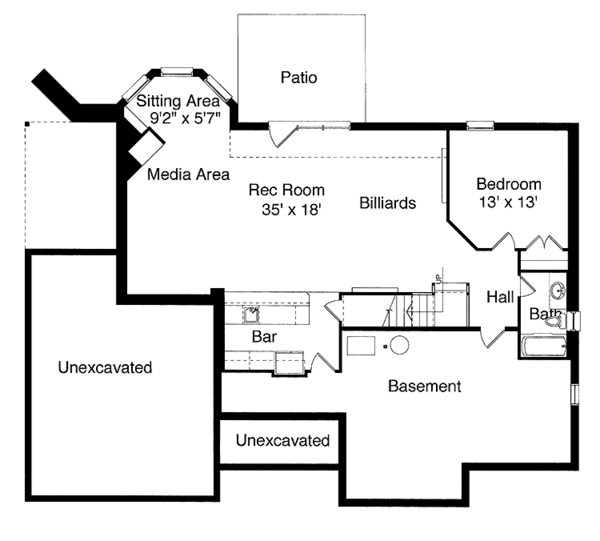 Patio
Sitting Area
9'2" x 5'7"
Media Area
Rec Room
35' x 18'
Billiards
Bedroom
13' x 13'
UP
Hall
Bath
Bar
Unexcavated
Basement
Unexcavated